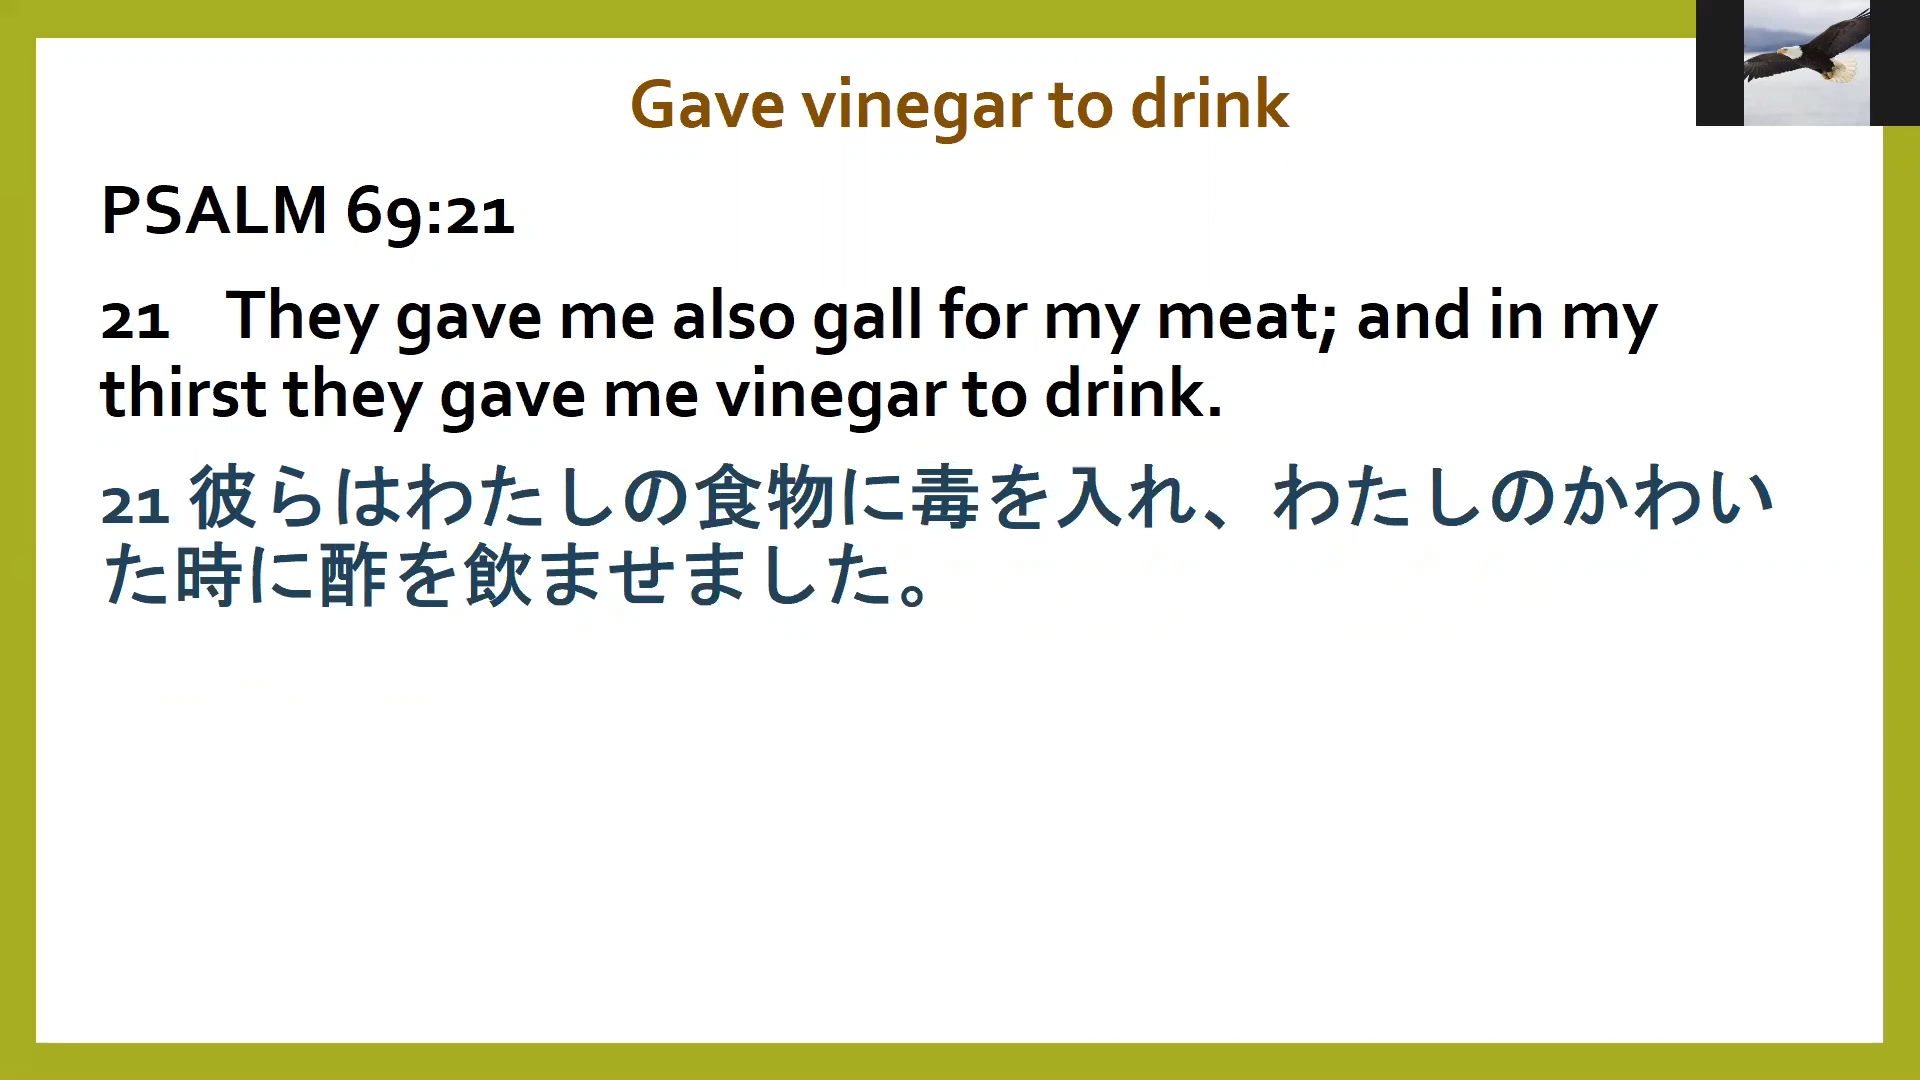 Gave vinegar to drink
PSALM 69:21
21 They gave me also gall for my meat; and in my
thirst they gave me vinegar to drink.
21 彼らはわたしの食物に毒を入れ、わたしのかわい
た時に酢を飲ませました。